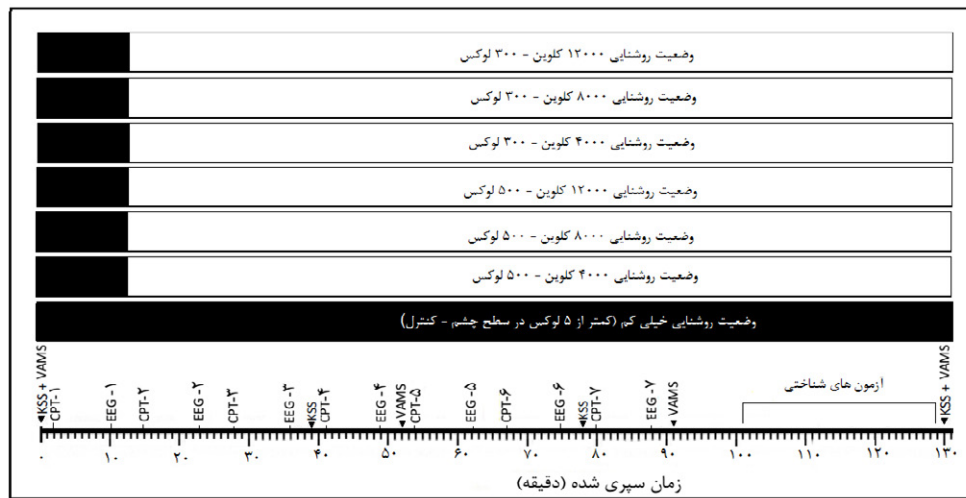 وضعیت روشنایی ۱۲۰۰۰ کلوین - ۳۰۰ لوکس
وضعیت روشنایی ۸۰۰۰ کلوین - ۳۰۰ لوکس
وضعیت روشنایی ۴۰۰۰ کلوین - ۳۰۰ لوکس
وضعیت روشنایی ۱۲۰۰۰ کلوین - ۵۰۰ لوکس
وضعیت روشنایی ۸۰۰۰ کلوین - ۵۰۰ لوکس
وضعیت روشنایی ۴۰۰۰ کلوین - ۵۰۰ لوکس
وضعیت روشنایی خیلی کم (کمتر از ۵ لوکس در سطح چشم - کنترل)
KSS + VAMS
CPT-۱
EEG -۱
CPT-۲
EEG -۲
CPT-۳
EEG -۳
KSS
CPT-۴
EEG -۴
VAMS
CPT-۵
EEG -۵
CPT-۶
EEG -۶
KSS
CPT-۷
EEG -۷
VAMS
آزمون های شناختی
KSS + VAMS
۰ ۱۰ ۲۰ ۳۰ ۴۰ ۵۰ ۶۰ ۷۰ ۸۰ ۹۰ ۱۰۰ ۱۱۰ ۱۲۰ ۱۳۰
زمان سپری شده (دقیقه)